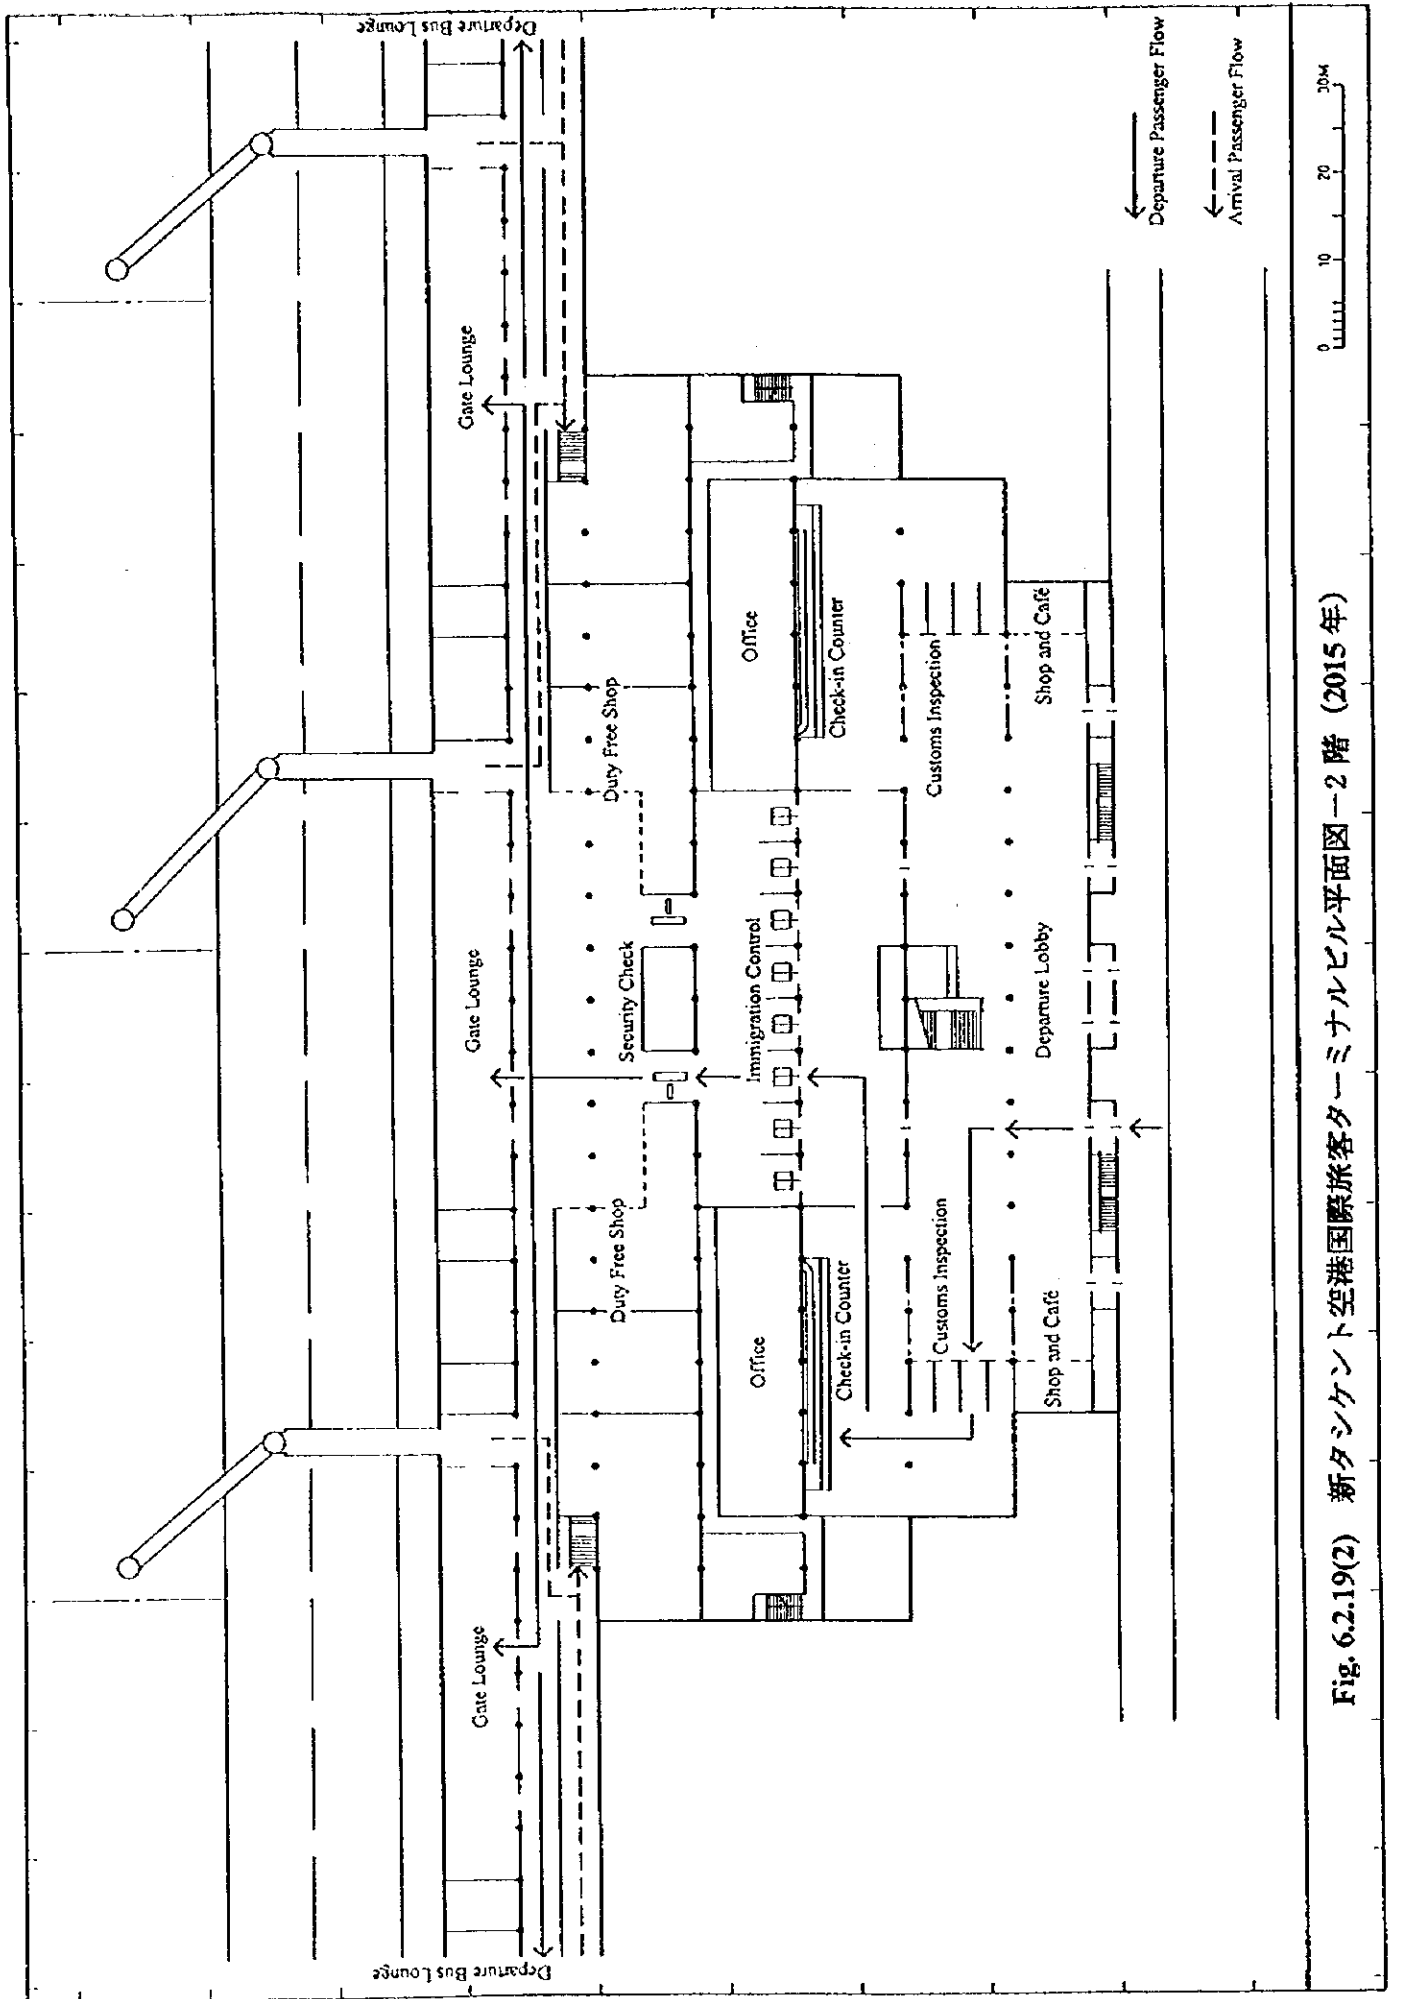 Departure Bus Lounge
Departure Bus Lounge
Gate Lounge
Gate Lounge
Gate Lounge
Duty Free Shop
Security Check
Duty Free Shop
Office
Immigration Control
Office
Check-in Counter
Check-in Counter
Customs Inspection
Customs Inspection
Shop and Café
Departure Lobby
Shop and Café
Departure Passenger Flow
Arrival Passenger Flow
0 10 20 30M
Fig. 6.2.19(2) 新タシケント空港国際旅客ターミナルビル平面図－2階 (2015年)